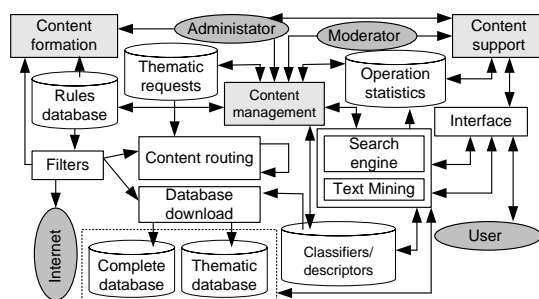 Content
formation
Administator
Moderator
Content
support
Thematic
requests
Operation
statistics
Rules
database
Content
management
Interface
Search
engine
Filters
Content routing
Text Mining
Database
download
User
Internet
Complete
database
Thematic
database
Classifiers/
descriptors